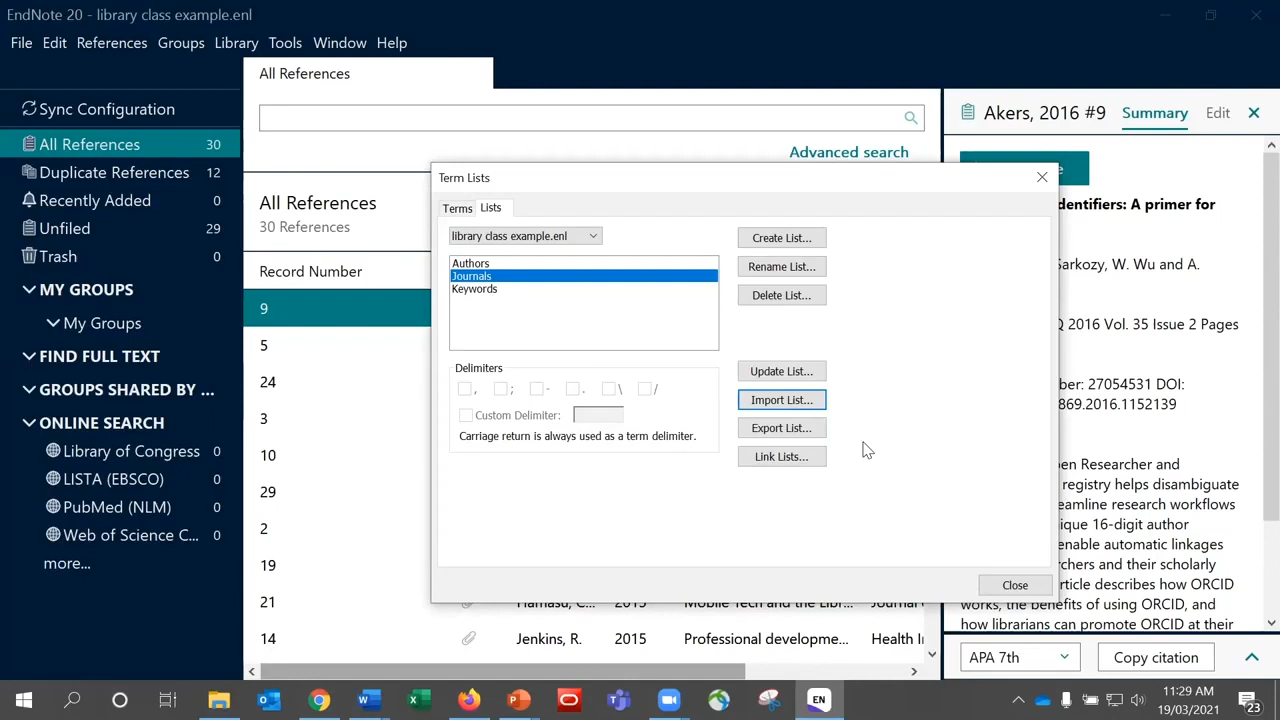 EndNote 20 - library class example.enl
File Edit References Groups Library Tools Window Help
Sync Configuration
All References 30
Duplicate References 12
Recently Added 0
Unfiled 29
Trash 0
MY GROUPS
My Groups
FIND FULL TEXT
GROUPS SHARED BY ...
ONLINE SEARCH
Library of Congress 0
LISTA (EBSCO) 0
PubMed (NLM) 0
Web of Science C... 0
more...
All References
Advanced search
All References
30 References
Record Number
9
5
24
3
10
29
2
19
21 2015 Mobile Tech and the Libr... Journal
14 Jenkins, R. 2015 Professional developme... Health I
Term Lists
Terms Lists
library class example.enl
Authors
Journals
Keywords
Delimiters
, ; - . \ /
Custom Delimiter:
Carriage return is always used as a term delimiter.
Create List...
Rename List...
Delete List...
Update List...
Import List...
Export List...
Link Lists...
Close
Akers, 2016 #9 Summary Edit
dentifiers: A primer for
Sarkozy, W. Wu and A.
Q 2016 Vol. 35 Issue 2 Pages
ber: 27054531 DOI:
869.2016.1152139
pen Researcher and
registry helps disambiguate
eamline research workflows
ique 16-digit author
enable automatic linkages
rchers and their scholarly
rticle describes how ORCID
works, the benefits of using ORCID, and
how librarians can promote ORCID at their
APA 7th Copy citation
EN
11:29 AM
19/03/2021
23